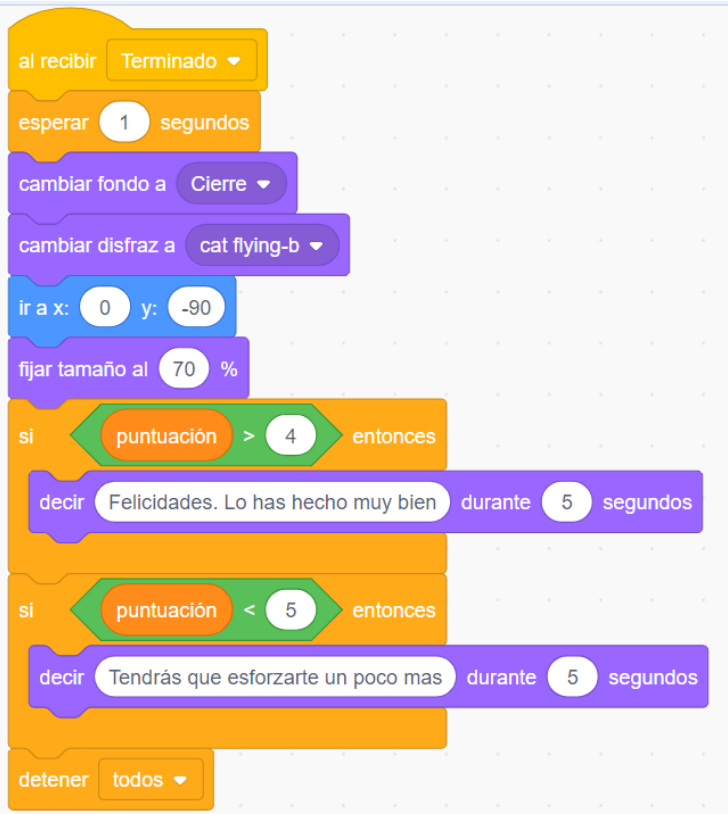 al recibir Terminado
esperar 1 segundos
cambiar fondo a Cierre
cambiar disfraz a cat flying-b
ir a x: 0 y: -90
fijar tamaño al 70 %
si puntuación > 4 entonces
decir Felicidades. Lo has hecho muy bien durante 5 segundos
si puntuación < 5 entonces
decir Tendrás que esforzarte un poco mas durante 5 segundos
detener todos